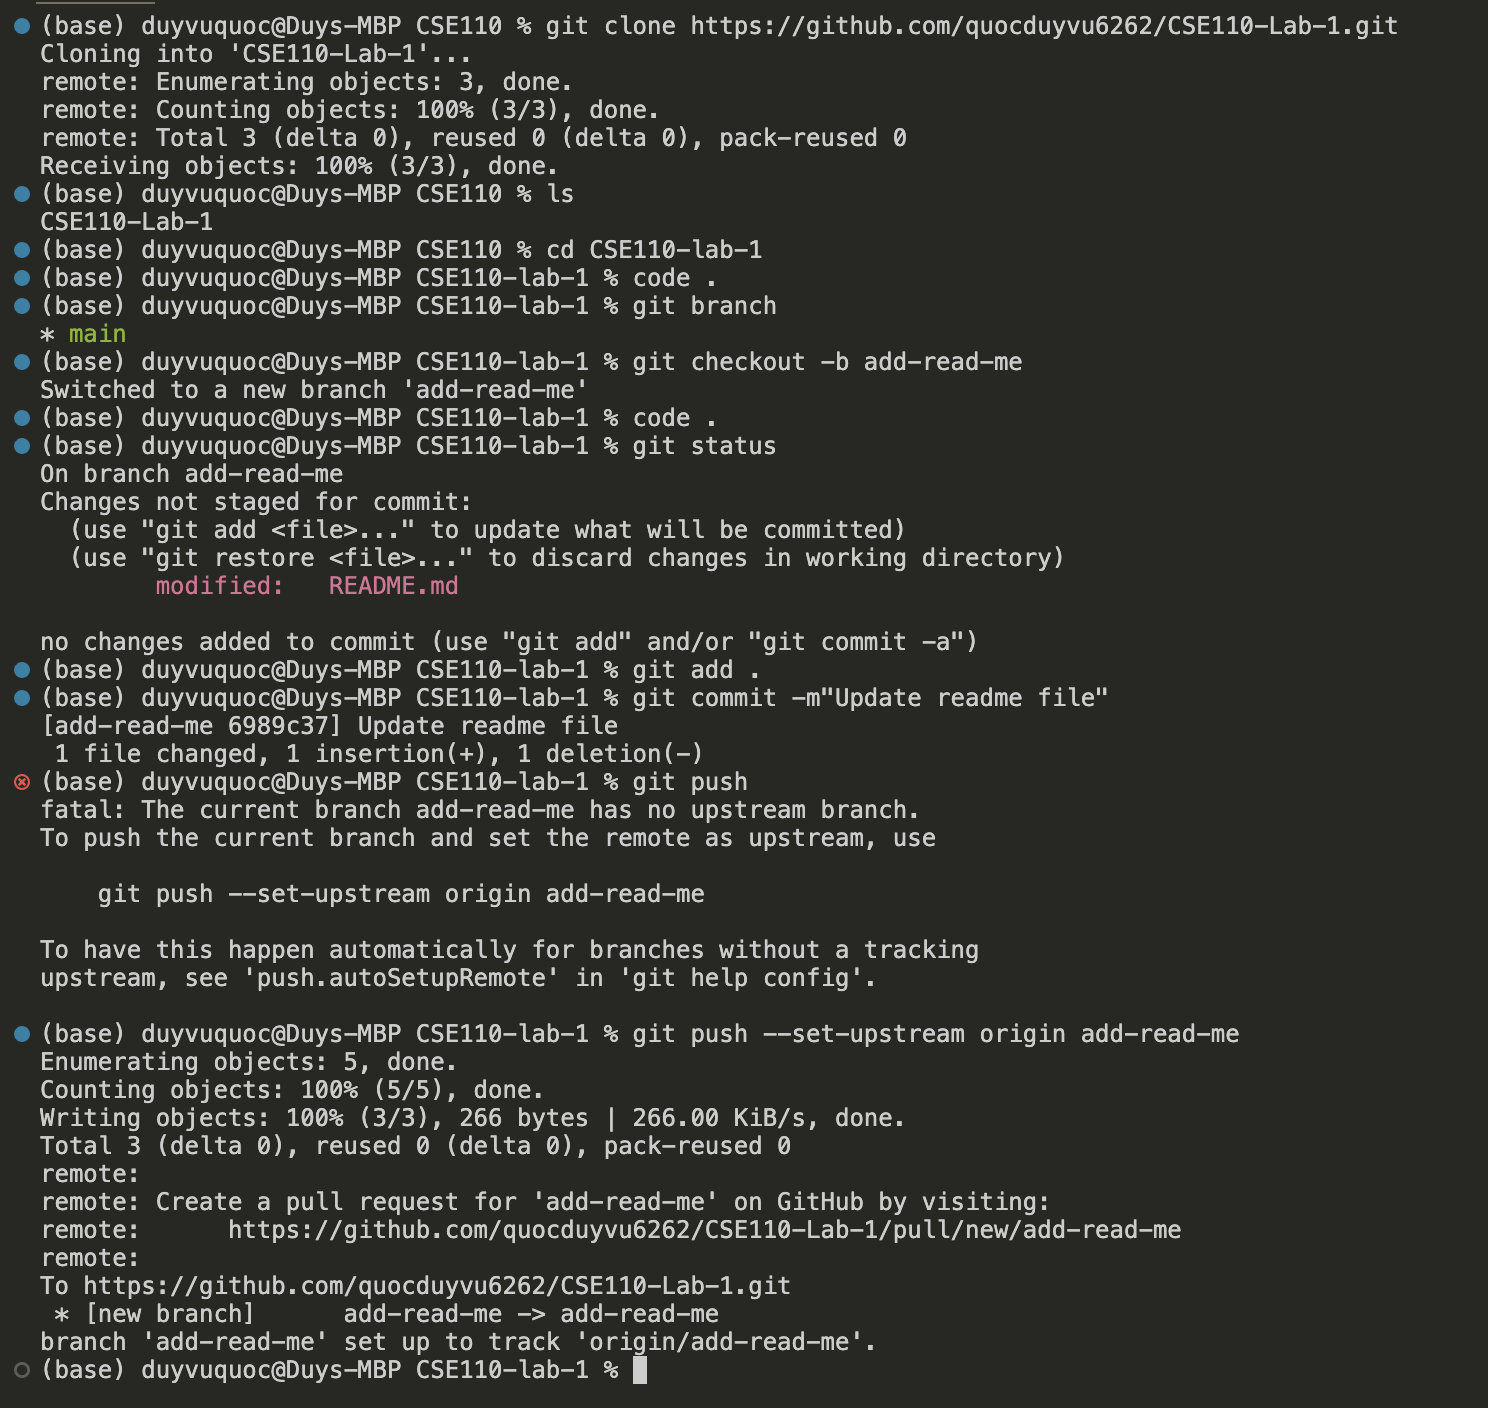 (base) duyvuquoc@Duys-MBP CSE110 % git clone https://github.com/quocduyvu6262/CSE110-Lab-1.git
Cloning into 'CSE110-Lab-1'...
remote: Enumerating objects: 3, done.
remote: Counting objects: 100% (3/3), done.
remote: Total 3 (delta 0), reused 0 (delta 0), pack-reused 0
Receiving objects: 100% (3/3), done.
(base) duyvuquoc@Duys-MBP CSE110 % ls
CSE110-Lab-1
(base) duyvuquoc@Duys-MBP CSE110 % cd CSE110-lab-1
(base) duyvuquoc@Duys-MBP CSE110-lab-1 % code .
(base) duyvuquoc@Duys-MBP CSE110-lab-1 % git branch
* main
(base) duyvuquoc@Duys-MBP CSE110-lab-1 % git checkout -b add-read-me
Switched to a new branch 'add-read-me'
(base) duyvuquoc@Duys-MBP CSE110-lab-1 % code .
(base) duyvuquoc@Duys-MBP CSE110-lab-1 % git status
On branch add-read-me
Changes not staged for commit:
  (use "git add <file>..." to update what will be committed)
  (use "git restore <file>..." to discard changes in working directory)
        modified:   README.md

no changes added to commit (use "git add" and/or "git commit -a")
(base) duyvuquoc@Duys-MBP CSE110-lab-1 % git add .
(base) duyvuquoc@Duys-MBP CSE110-lab-1 % git commit -m"Update readme file"
[add-read-me 6989c37] Update readme file
 1 file changed, 1 insertion(+), 1 deletion(-)
(base) duyvuquoc@Duys-MBP CSE110-lab-1 % git push
fatal: The current branch add-read-me has no upstream branch.
To push the current branch and set the remote as upstream, use

    git push --set-upstream origin add-read-me

To have this happen automatically for branches without a tracking
upstream, see 'push.autoSetupRemote' in 'git help config'.

(base) duyvuquoc@Duys-MBP CSE110-lab-1 % git push --set-upstream origin add-read-me
Enumerating objects: 5, done.
Counting objects: 100% (5/5), done.
Writing objects: 100% (3/3), 266 bytes | 266.00 KiB/s, done.
Total 3 (delta 0), reused 0 (delta 0), pack-reused 0
remote:
remote: Create a pull request for 'add-read-me' on GitHub by visiting:
remote:      https://github.com/quocduyvu6262/CSE110-Lab-1/pull/new/add-read-me
remote:
To https://github.com/quocduyvu6262/CSE110-Lab-1.git
 * [new branch]      add-read-me -> add-read-me
branch 'add-read-me' set up to track 'origin/add-read-me'.
(base) duyvuquoc@Duys-MBP CSE110-lab-1 %